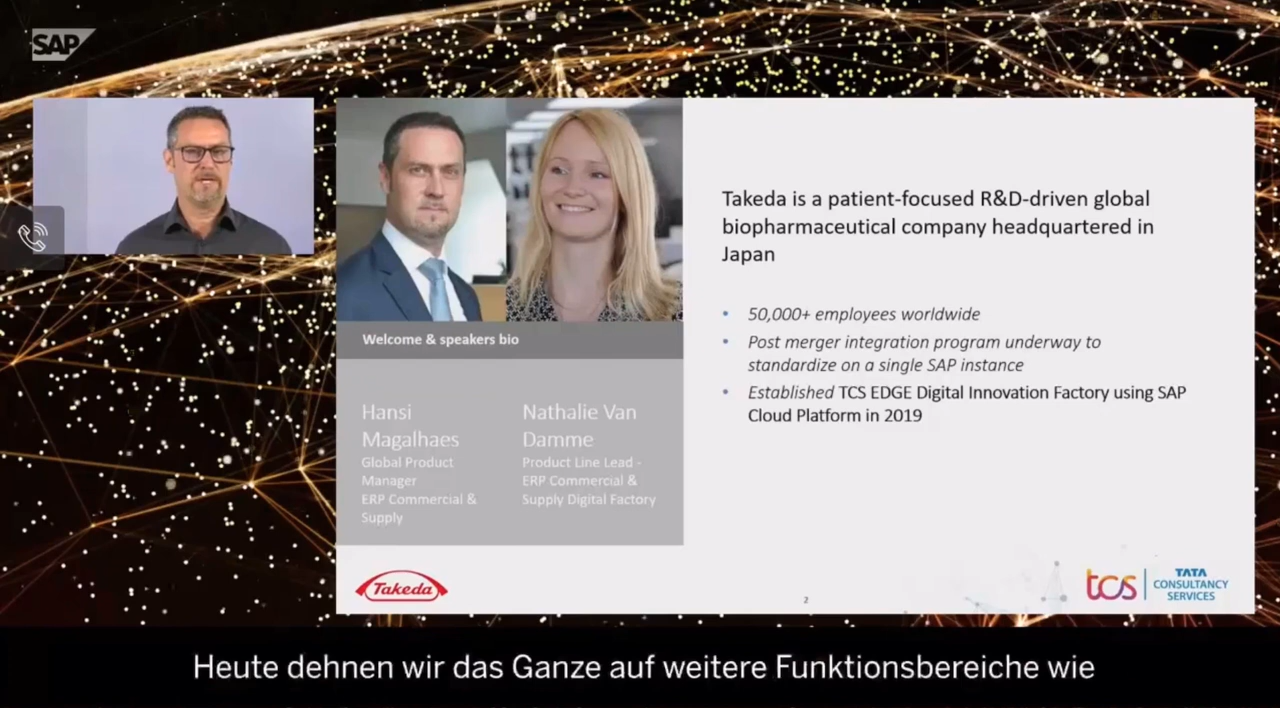 SAP
Welcome & speakers bio
Hansi
Magalhaes
Global Product
Manager
ERP Commercial &
Supply
Nathalie Van
Damme
Product Line Lead -
ERP Commercial &
Supply Digital Factory
Takeda is a patient-focused R&D-driven global
biopharmaceutical company headquartered in
Japan
• 50,000+ employees worldwide
• Post merger integration program underway to
standardize on a single SAP instance
• Established TCS EDGE Digital Innovation Factory using SAP
Cloud Platform in 2019
Takeda
2
tcs
TATA
CONSULTANCY
SERVICES
Heute dehnen wir das Ganze auf weitere Funktionsbereiche wie